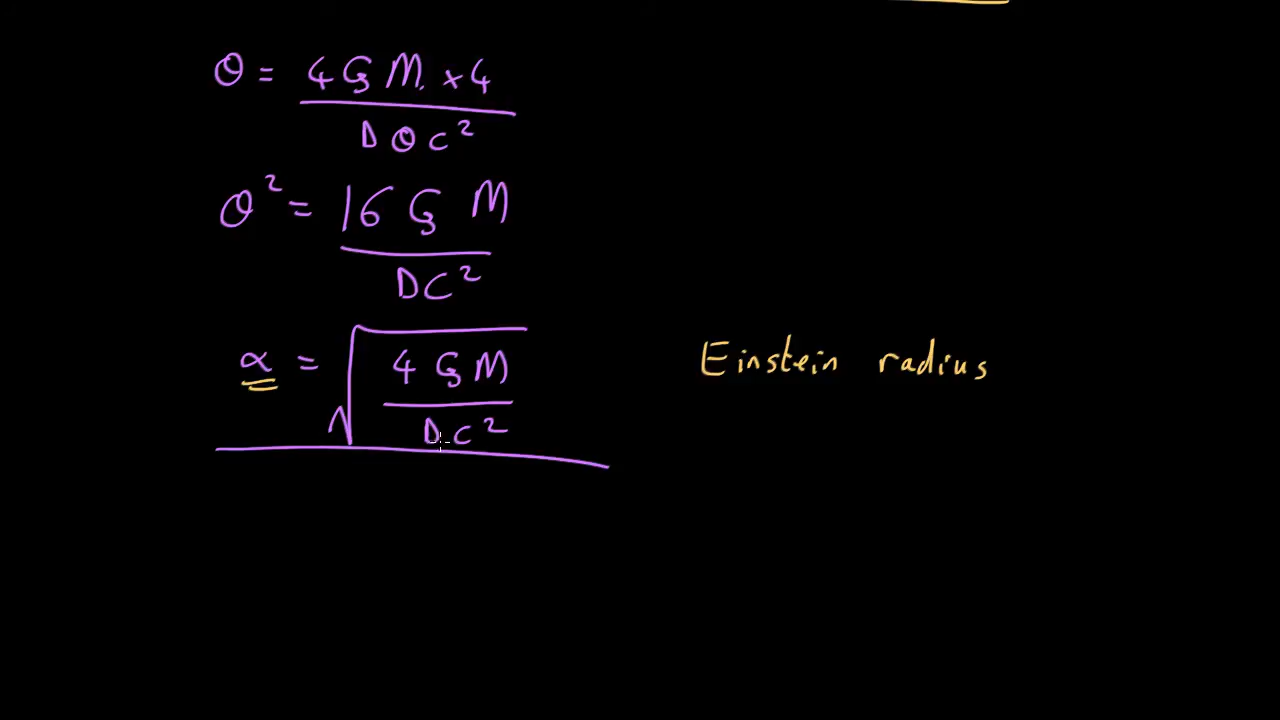 θ = 4GM × 4 / DθC²
θ² = 16GM / DC²
α = √(4GM / DC²) Einstein radius